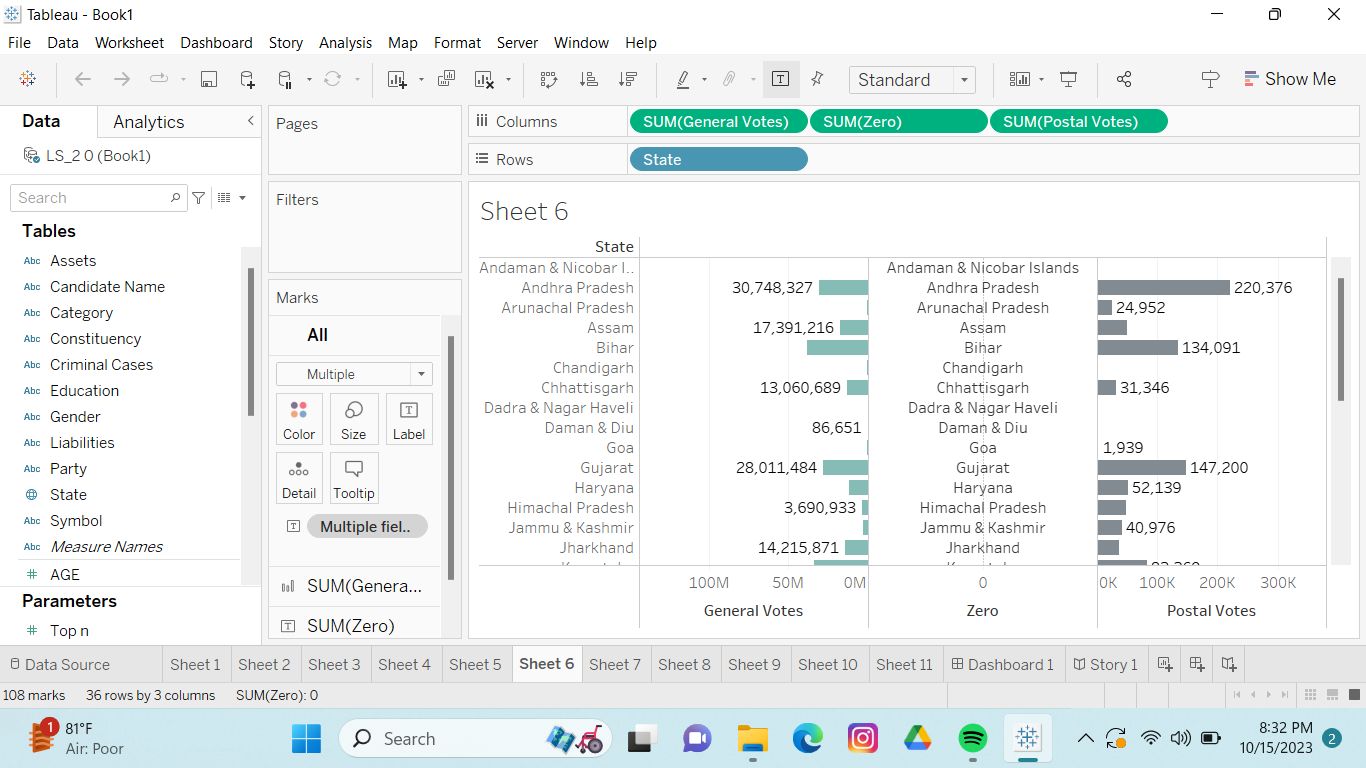 Tableau - Book1
File Data Worksheet Dashboard Story Analysis Map Format Server Window Help
Standard
Show Me
Data Analytics
LS_2 0 (Book1)
Search
Tables
Abc Assets
Abc Candidate Name
Abc Category
Abc Constituency
Abc Criminal Cases
Abc Education
Abc Gender
Abc Liabilities
Abc Party
State
Abc Symbol
Abc Measure Names
# AGE
Parameters
# Top n
Pages
Filters
Marks
All
Multiple
Color Size Label
Detail Tooltip
Multiple fiel..
SUM(Genera...
SUM(Zero)
Columns SUM(General Votes) SUM(Zero) SUM(Postal Votes)
Rows State
Sheet 6
State
Andaman & Nicobar I.. Andaman & Nicobar Islands
Andhra Pradesh 30,748,327 Andhra Pradesh 220,376
Arunachal Pradesh Arunachal Pradesh 24,952
Assam 17,391,216 Assam
Bihar Bihar 134,091
Chandigarh Chandigarh
Chhattisgarh 13,060,689 Chhattisgarh 31,346
Dadra & Nagar Haveli Dadra & Nagar Haveli
Daman & Diu 86,651 Daman & Diu
Goa Goa 1,939
Gujarat 28,011,484 Gujarat 147,200
Haryana Haryana 52,139
Himachal Pradesh 3,690,933 Himachal Pradesh
Jammu & Kashmir Jammu & Kashmir 40,976
Jharkhand 14,215,871 Jharkhand
100M 50M 0M 0 0K 100K 200K 300K
General Votes Zero Postal Votes
Data Source Sheet 1 Sheet 2 Sheet 3 Sheet 4 Sheet 5 Sheet 6 Sheet 7 Sheet 8 Sheet 9 Sheet 10 Sheet 11 Dashboard 1 Story 1
108 marks 36 rows by 3 columns SUM(Zero): 0
1 81°F
Air: Poor
Search
8:32 PM
10/15/2023
2